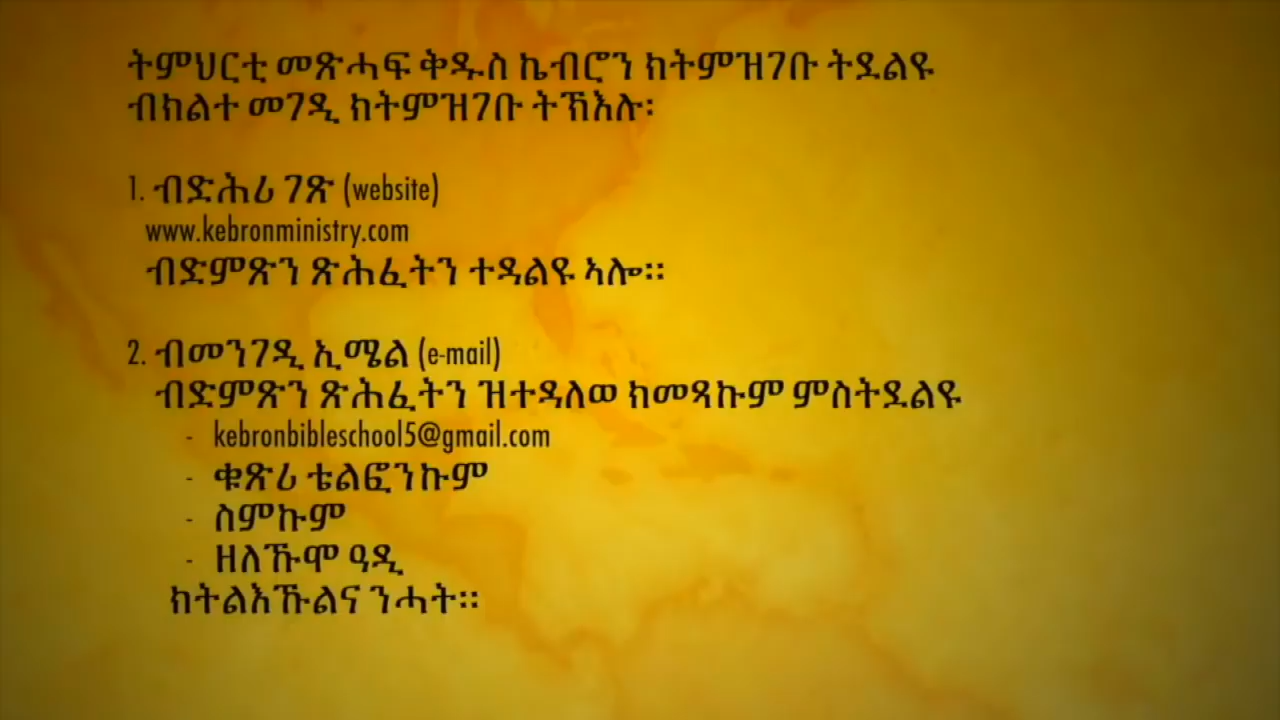 ትምህርቲ መጽሓፍ ቅዱስ ኬብሮን ክትምዝገቡ ትደልዩ
ብክልተ መገዲ ክትምዝገቡ ትኽእሉ፡
1. ብድሕሪ ገጽ (website)
www.kebronministry.com
ብድምጽን ጽሕፈትን ተዳልዩ ኣሎ።
2. ብመንገዲ ኢሜል (e-mail)
ብድምጽን ጽሕፈትን ዝተዳለወ ክመጻኩም ምስትደልዩ
- kebronbibleschool5@gmail.com
- ቁጽሪ ቴልፎንኩም
- ስምኩም
- ዘለኹሞ ዓዲ
ክትልእኹልና ንሓት።